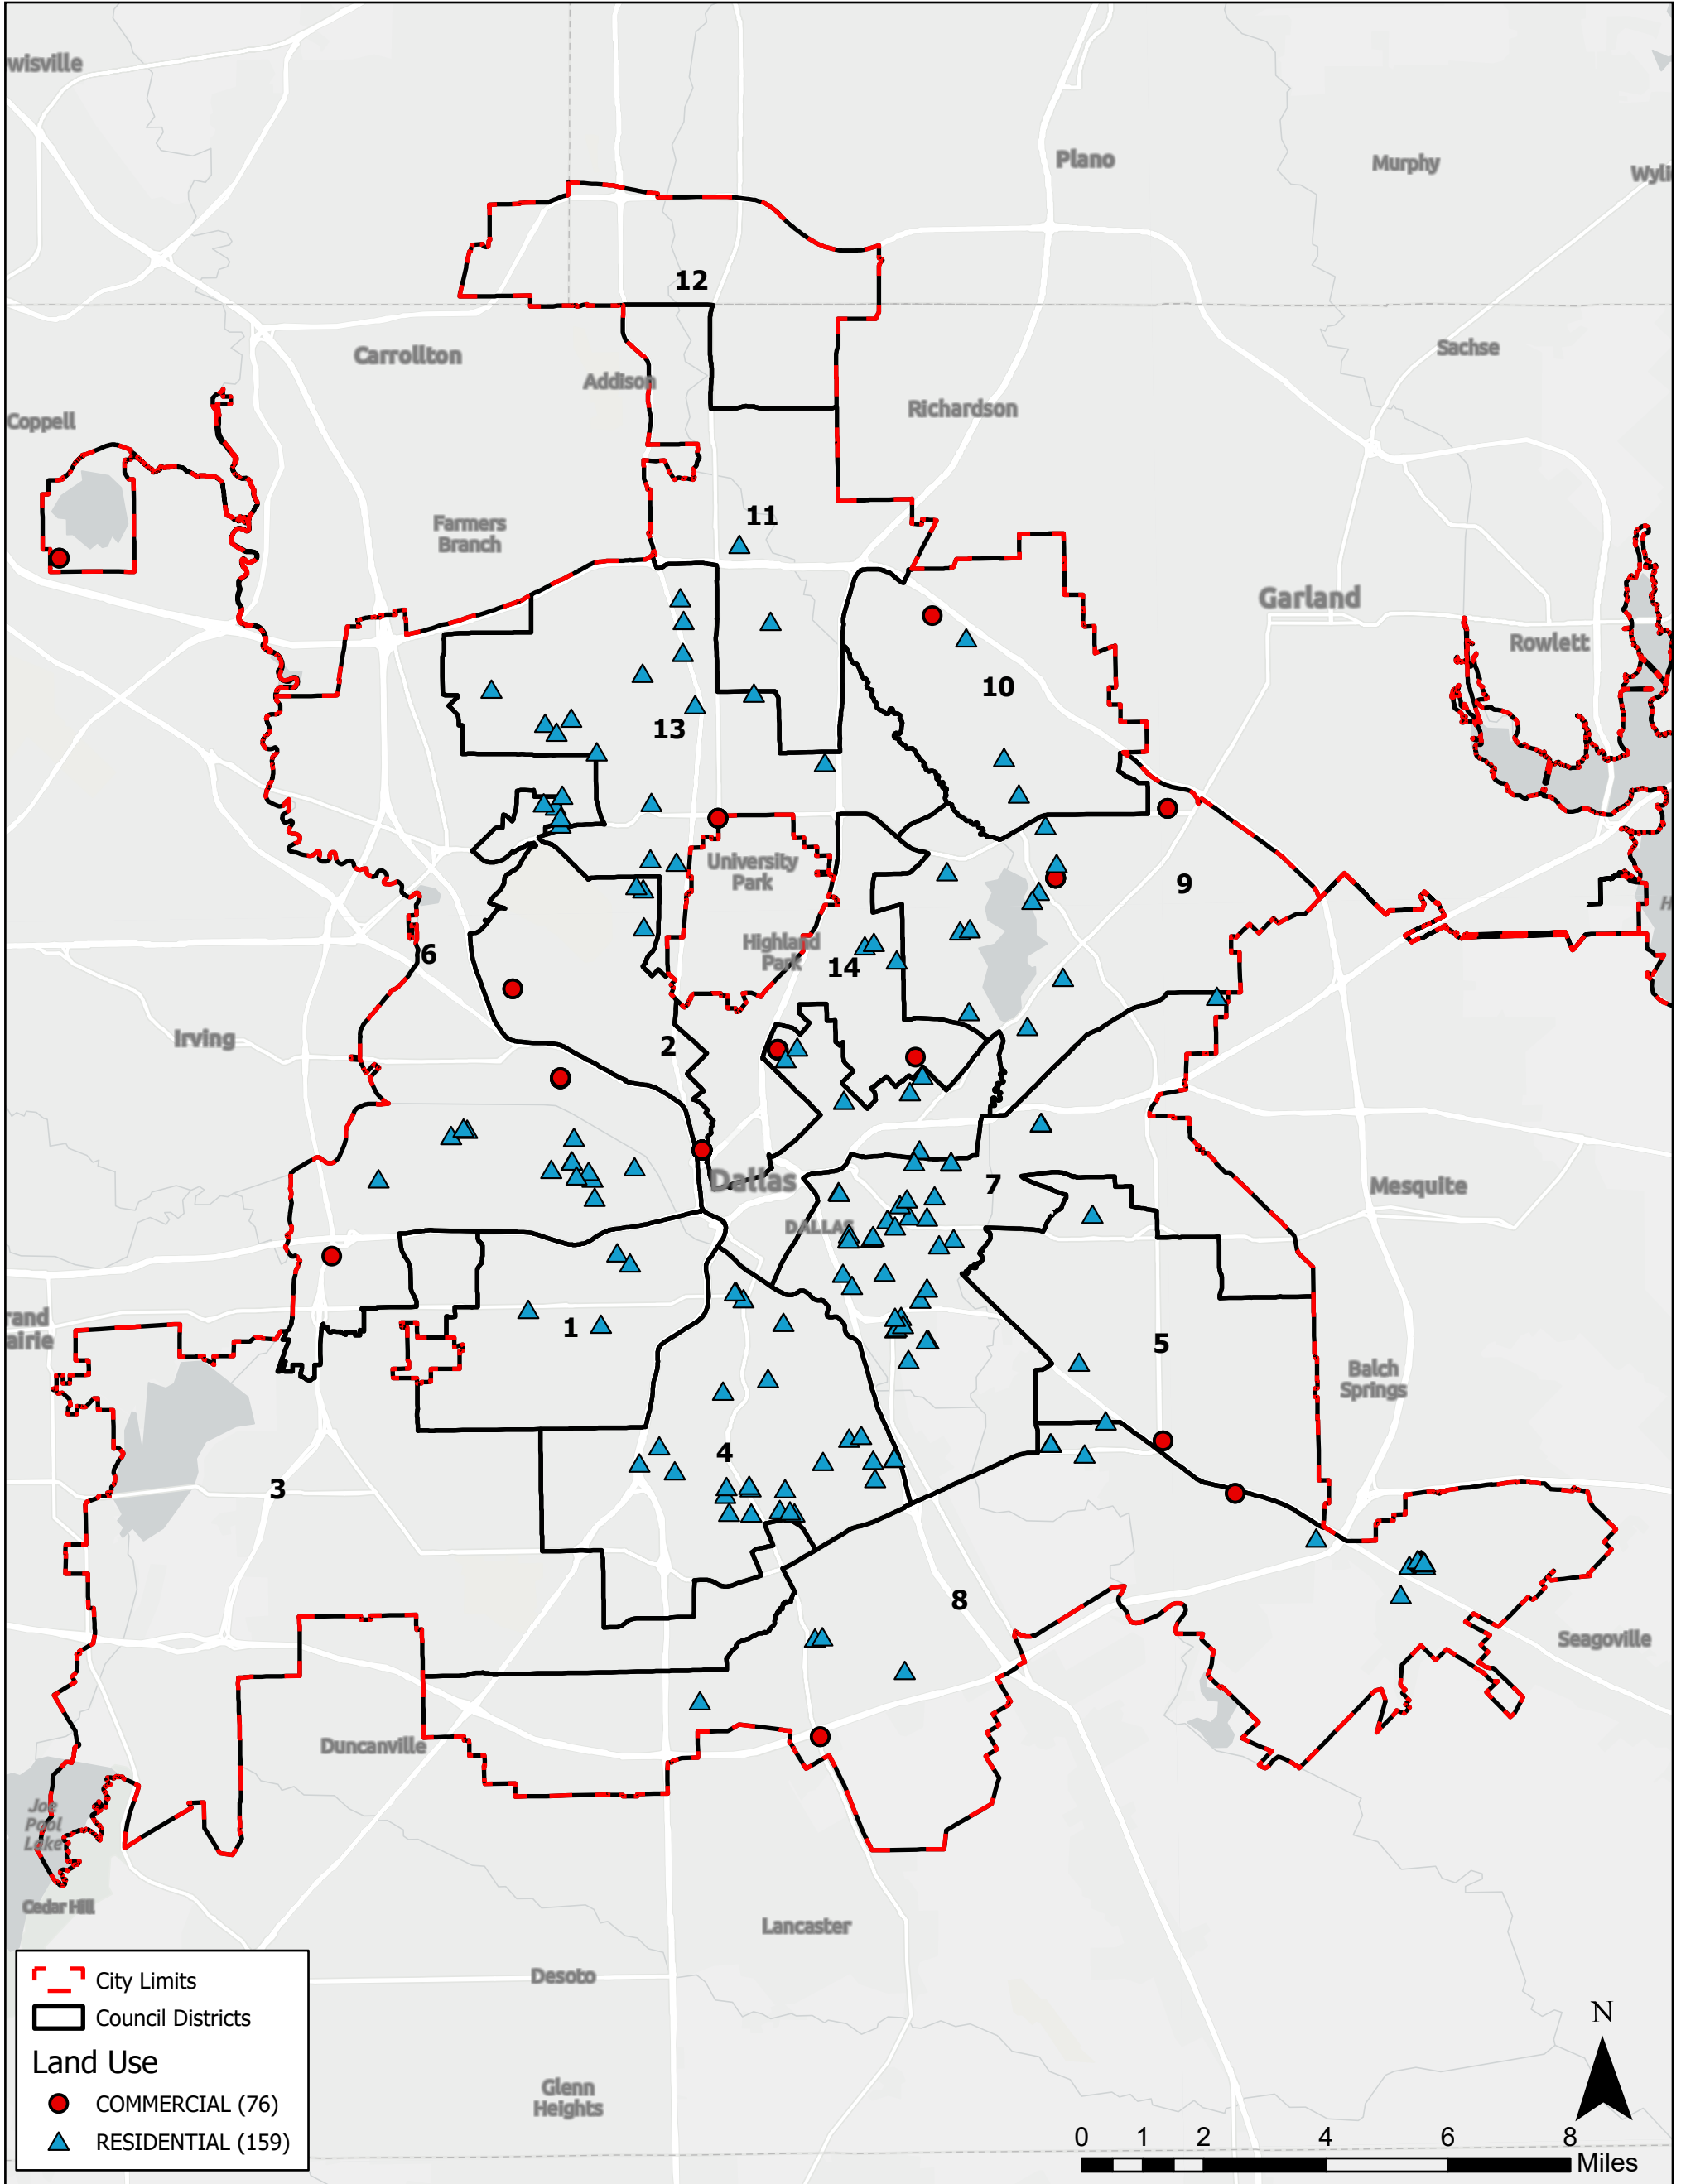 wisville
Plano
Murphy
Wyli
12
Carrollton
Addison
Sachse
Coppell
Richardson
11
Farmers
Branch
Garland
Rowlett
10
13
University
Park
9
H
6
Highland
Park
14
Irving
2
Dallas
7
Mesquite
DALLAS
rand
airie
1
5
Balch
Springs
4
3
8
Seagoville
Duncanville
Joe
Pool
Lake
Cedar Hill
Lancaster
Desoto
Glenn
Heights
City Limits
Council Districts
Land Use
COMMERCIAL (76)
RESIDENTIAL (159)
N
0 1 2 4 6 8
Miles